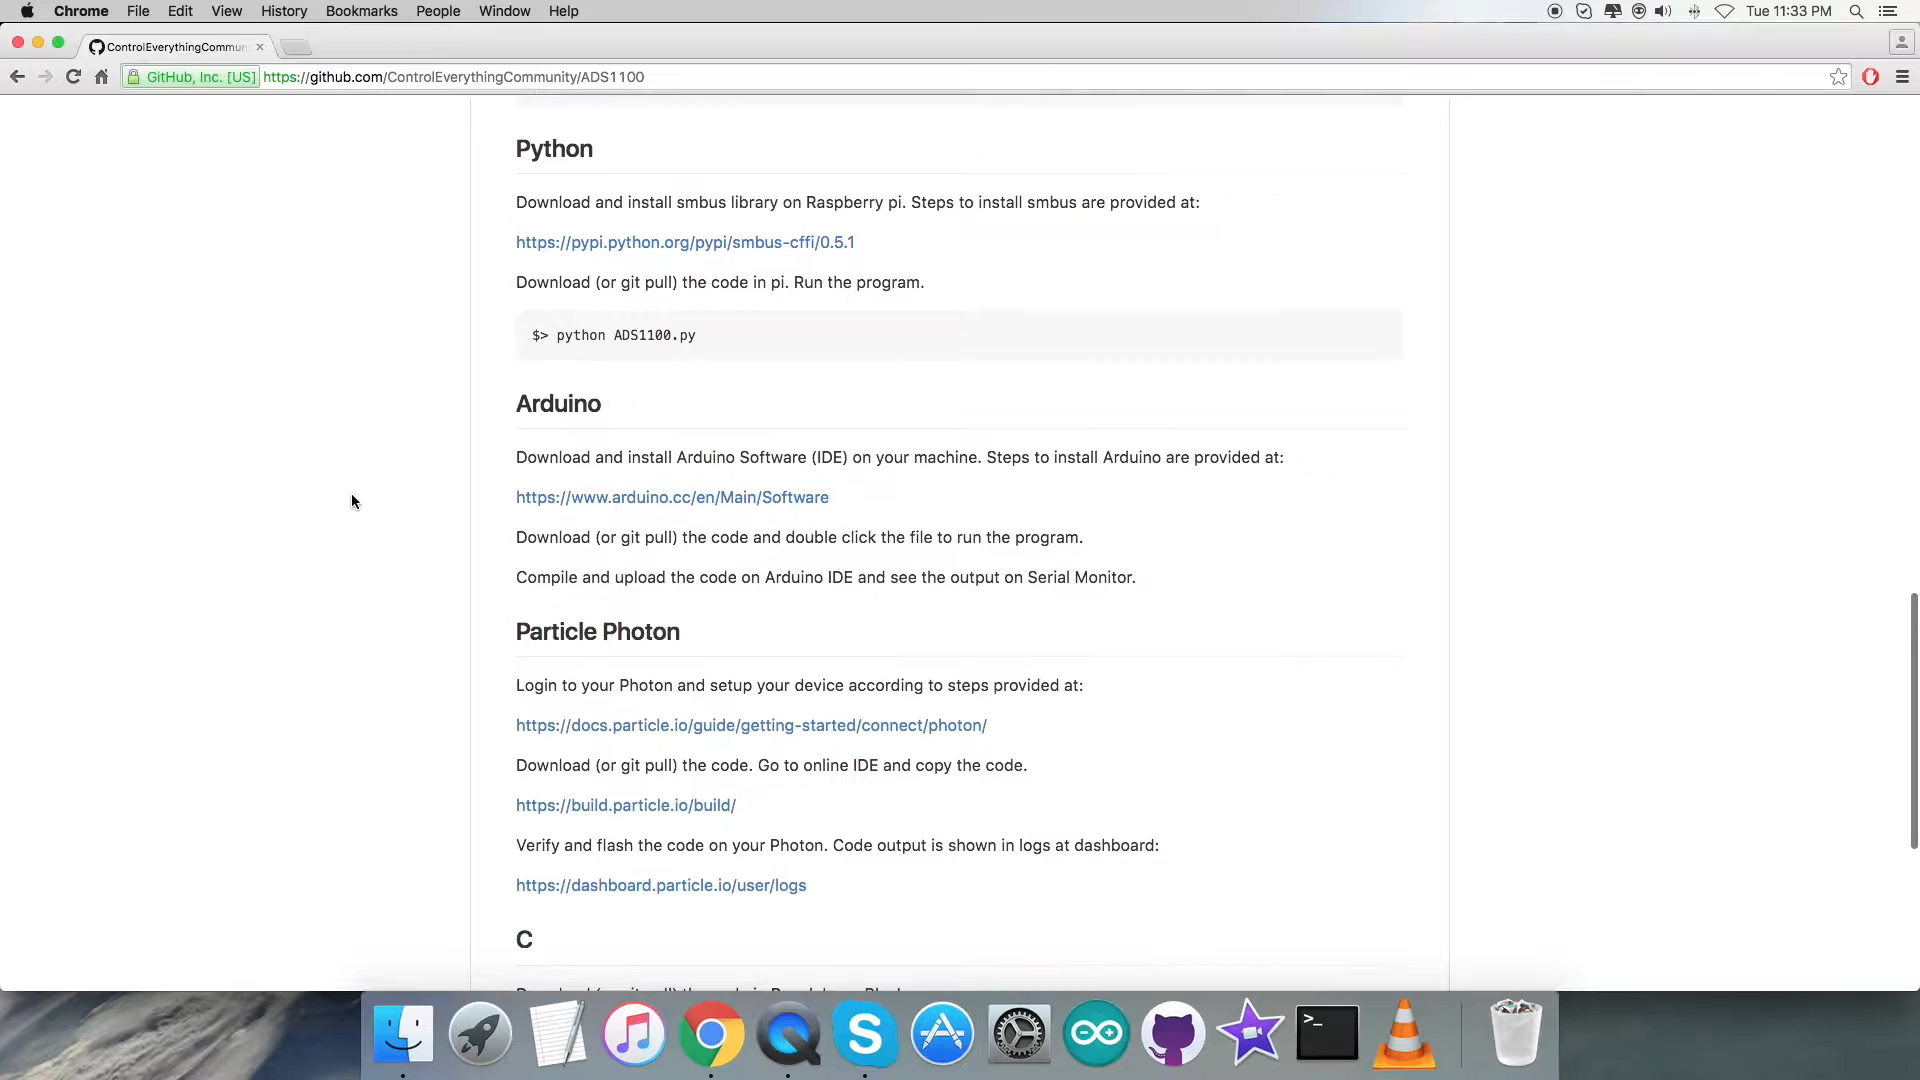 Chrome File Edit View History Bookmarks People Window Help Tue 11:33 PM
ControlEverythingCommun
GitHub, Inc. [US] https://github.com/ControlEverythingCommunity/ADS1100
Python
Download and install smbus library on Raspberry pi. Steps to install smbus are provided at:
https://pypi.python.org/pypi/smbus-cffi/0.5.1
Download (or git pull) the code in pi. Run the program.
$> python ADS1100.py
Arduino
Download and install Arduino Software (IDE) on your machine. Steps to install Arduino are provided at:
https://www.arduino.cc/en/Main/Software
Download (or git pull) the code and double click the file to run the program.
Compile and upload the code on Arduino IDE and see the output on Serial Monitor.
Particle Photon
Login to your Photon and setup your device according to steps provided at:
https://docs.particle.io/guide/getting-started/connect/photon/
Download (or git pull) the code. Go to online IDE and copy the code.
https://build.particle.io/build/
Verify and flash the code on your Photon. Code output is shown in logs at dashboard:
https://dashboard.particle.io/user/logs
C